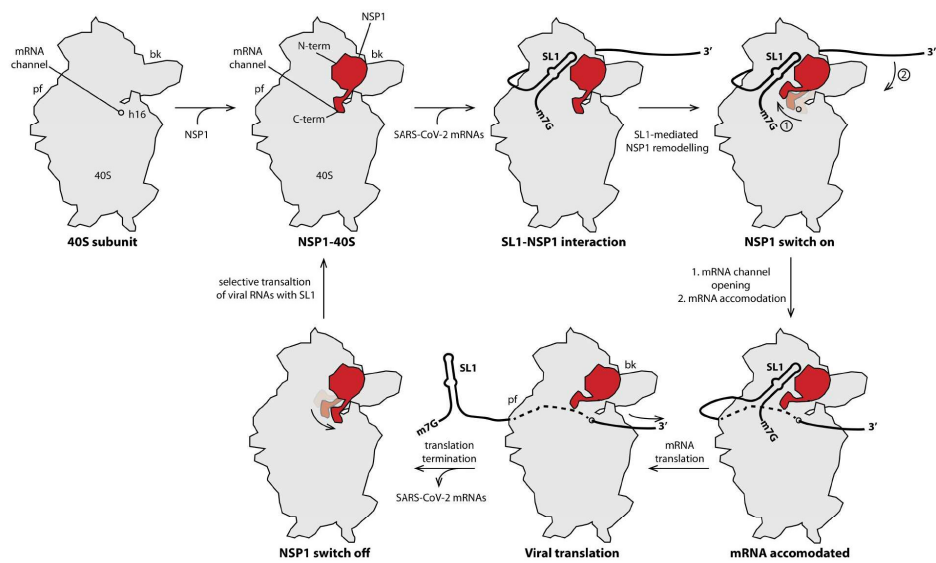 mRNA
channel
bk
pf
h16
40S
40S subunit
NSP1
NSP1
N-term
bk
mRNA
channel
pf
C-term
40S
NSP1-40S
SARS-CoV-2 mRNAs
SL1
3’
m7G
SL1-NSP1 interaction
SL1-mediated
NSP1 remodelling
SL1
3’
2
m7G
1
NSP1 switch on
1. mRNA channel
opening
2. mRNA accomodation
selective transaltion
of viral RNAs with SL1
NSP1 switch off
SL1
m7G
translation
termination
SARS-CoV-2 mRNAs
bk
pf
3’
Viral translation
mRNA
translation
SL1
m7G
3’
mRNA accomodated